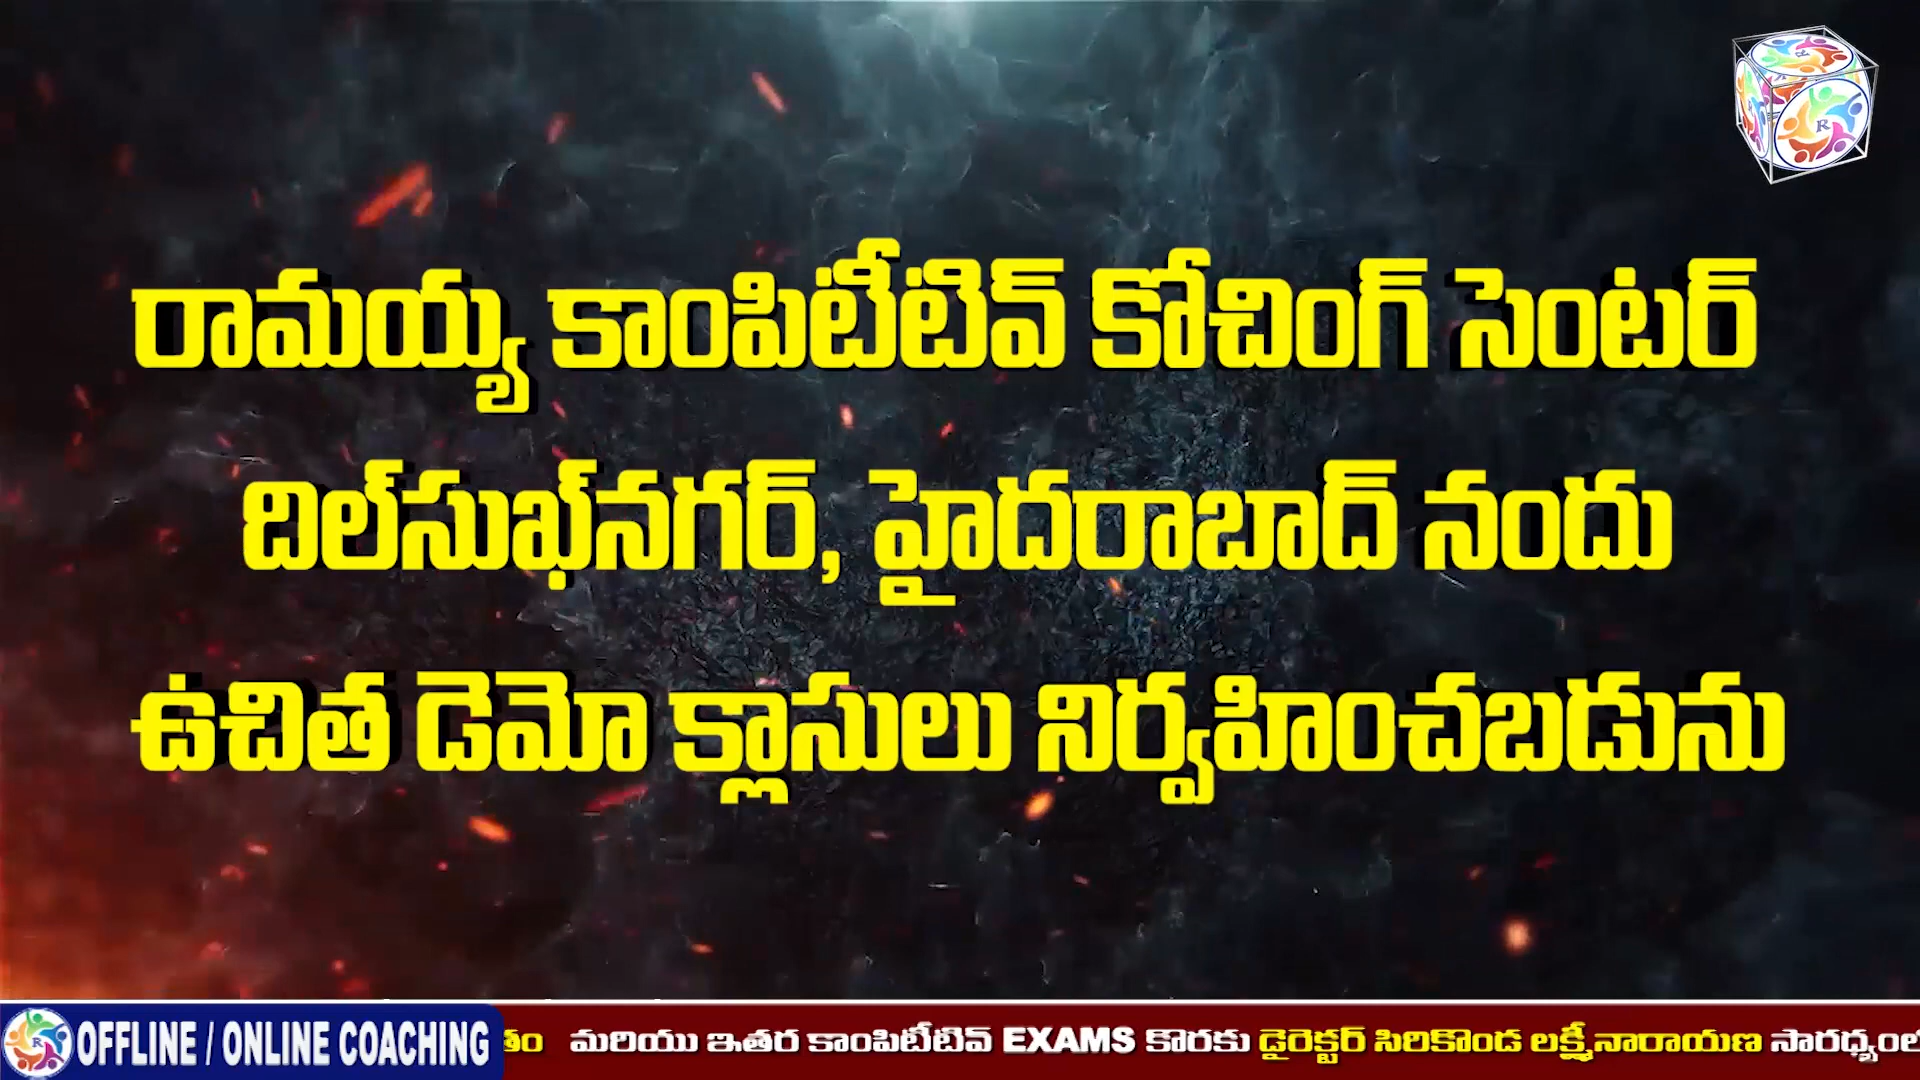 రామయ్య కాంపిటీటివ్ కోచింగ్ సెంటర్
దిల్‌సుఖ్‌నగర్, హైదరాబాద్ నందు
ఉచిత డెమో క్లాసులు నిర్వహించబడును
OFFLINE / ONLINE COACHING
మరియు ఇతర కాంపిటీటివ్ EXAMS కొరకు డైరెక్టర్ సిరికొండ లక్ష్మీనారాయణ